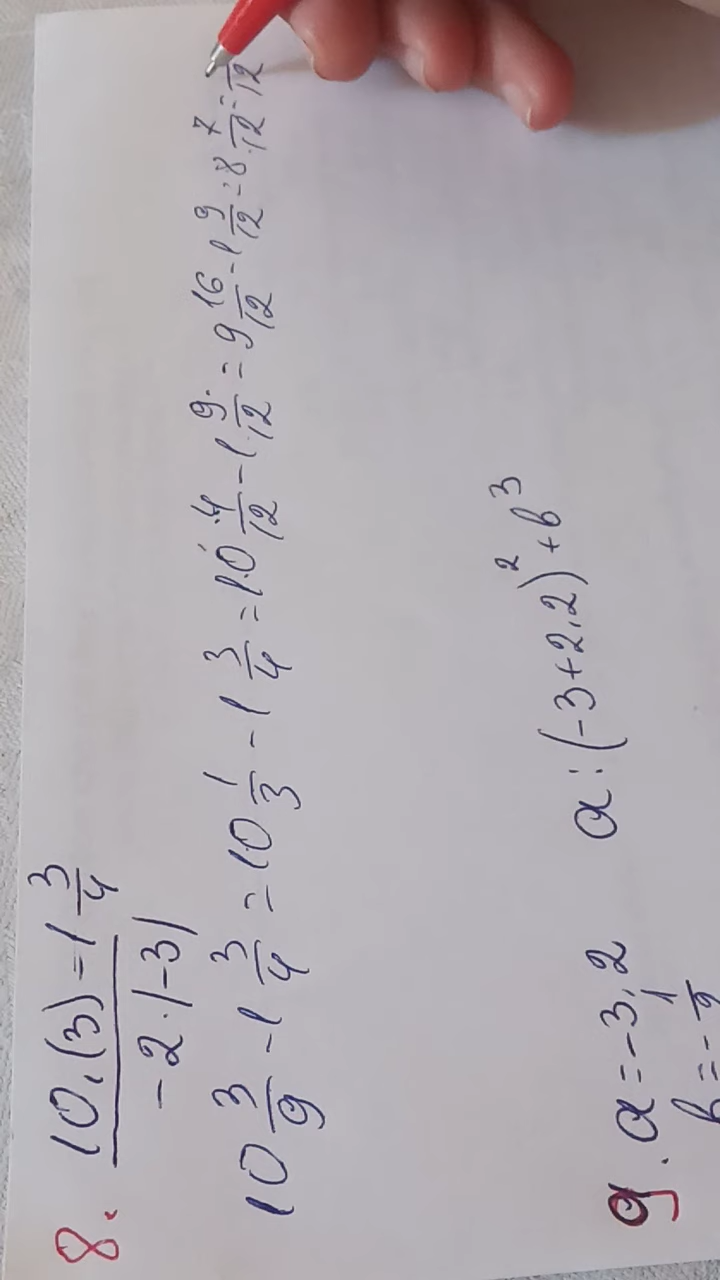 8. 10,(3) - 1 3/4
-2·|-3|
10 3/9 - 1 3/4 = 10 1/3 - 1 3/4 = 10 4/12 - 1 9/12 = 9 16/12 - 1 9/12 = 8 7/12 = /12
9. a = -3,2 a : (-3+2,2)² + b³
b = -1/2